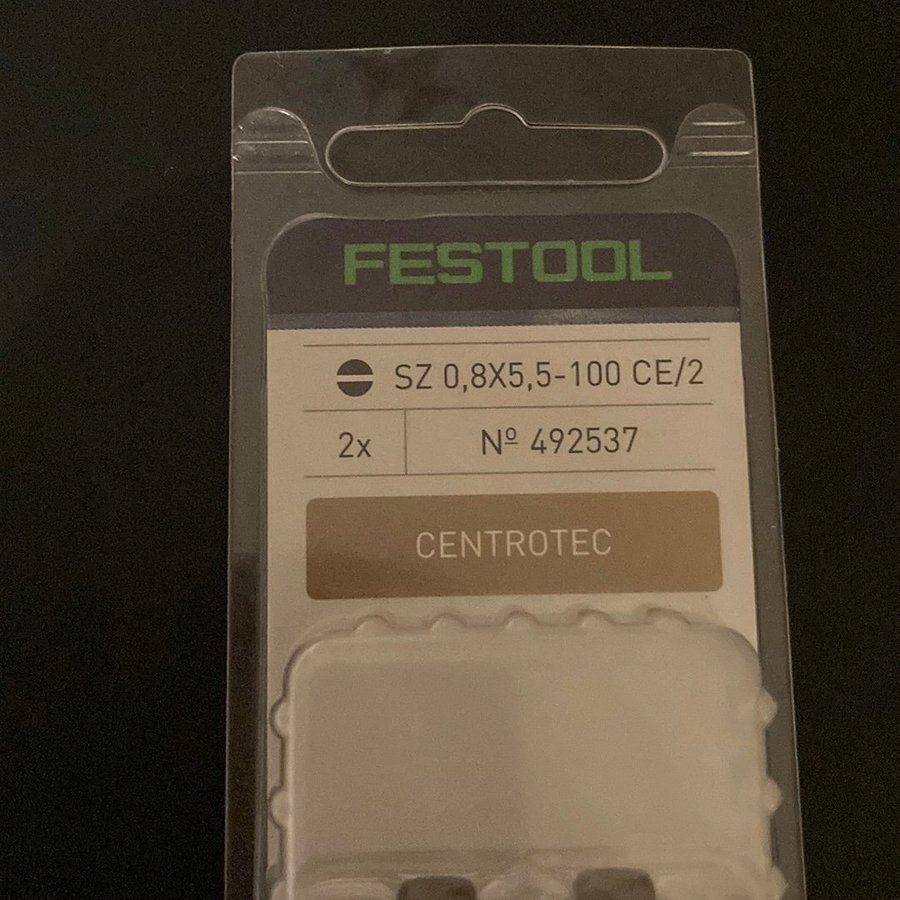 FESTOOL
SZ 0,8X5,5-100 CE/2
2x Nº 492537
CENTROTEC